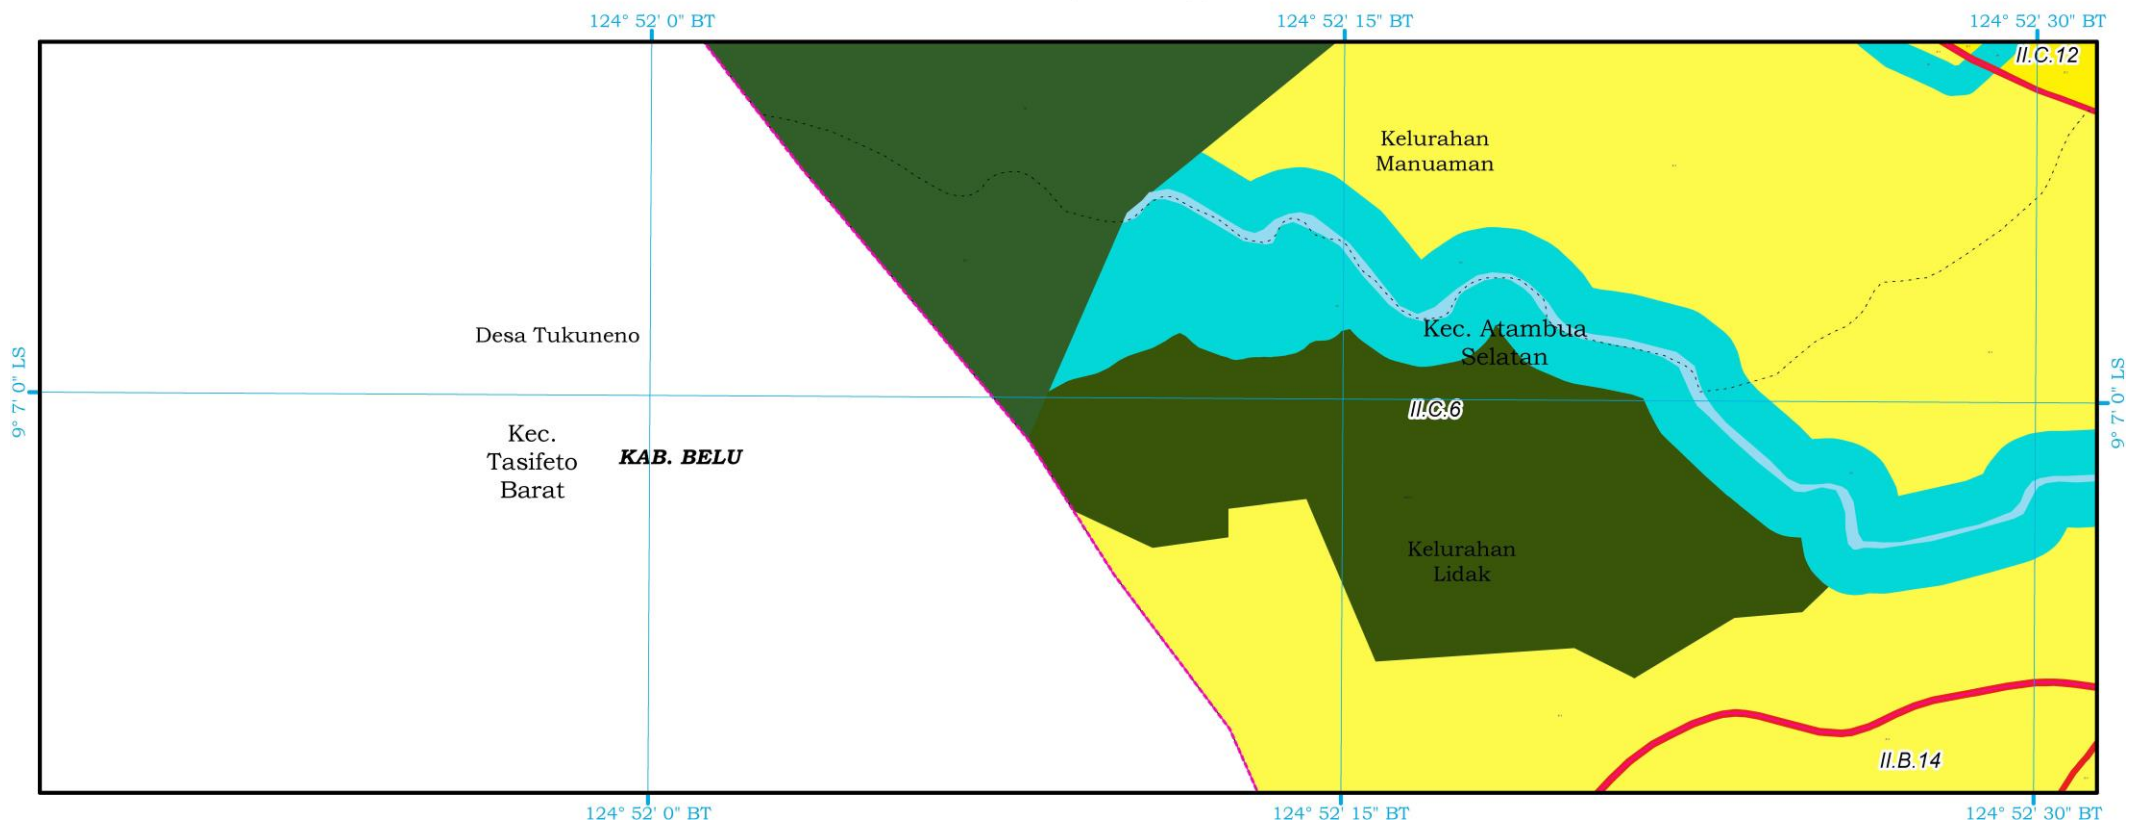 124° 52' 0" BT
124° 52' 15" BT
124° 52' 30" BT
II.C.12
Kelurahan
Manuaman
Desa Tukuneno
Kec. Atambua
Selatan
9° 7' 0" LS
9° 7' 0" LS
II.C.6
Kec.
Tasifeto
Barat
KAB. BELU
Kelurahan
Lidak
II.B.14
124° 52' 0" BT
124° 52' 15" BT
124° 52' 30" BT